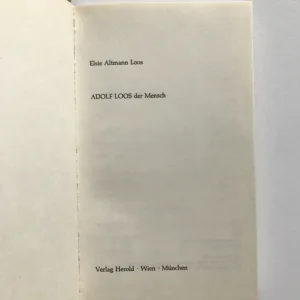 Elsie Altmann Loos
ADOLF LOOS der Mensch
Verlag Herold · Wien · München